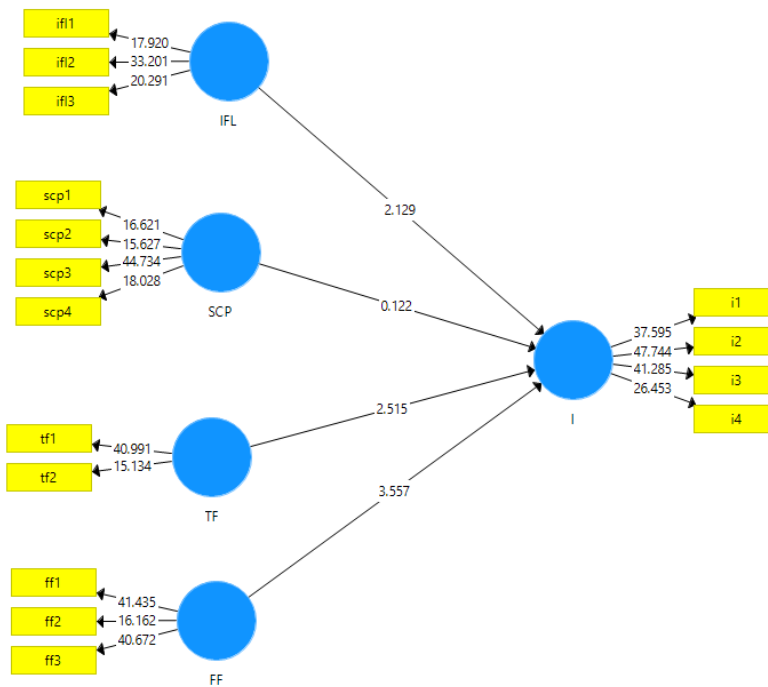 ifl1
17.920
ifl2
33.201
ifl3
20.291
IFL
2.129
scp1
16.621
scp2
15.627
scp3
44.734
scp4
18.028
SCP
0.122
i1
37.595
i2
47.744
i3
41.285
i4
26.453
I
tf1
40.991
tf2
15.134
TF
2.515
3.557
ff1
41.435
ff2
16.162
ff3
40.672
FF